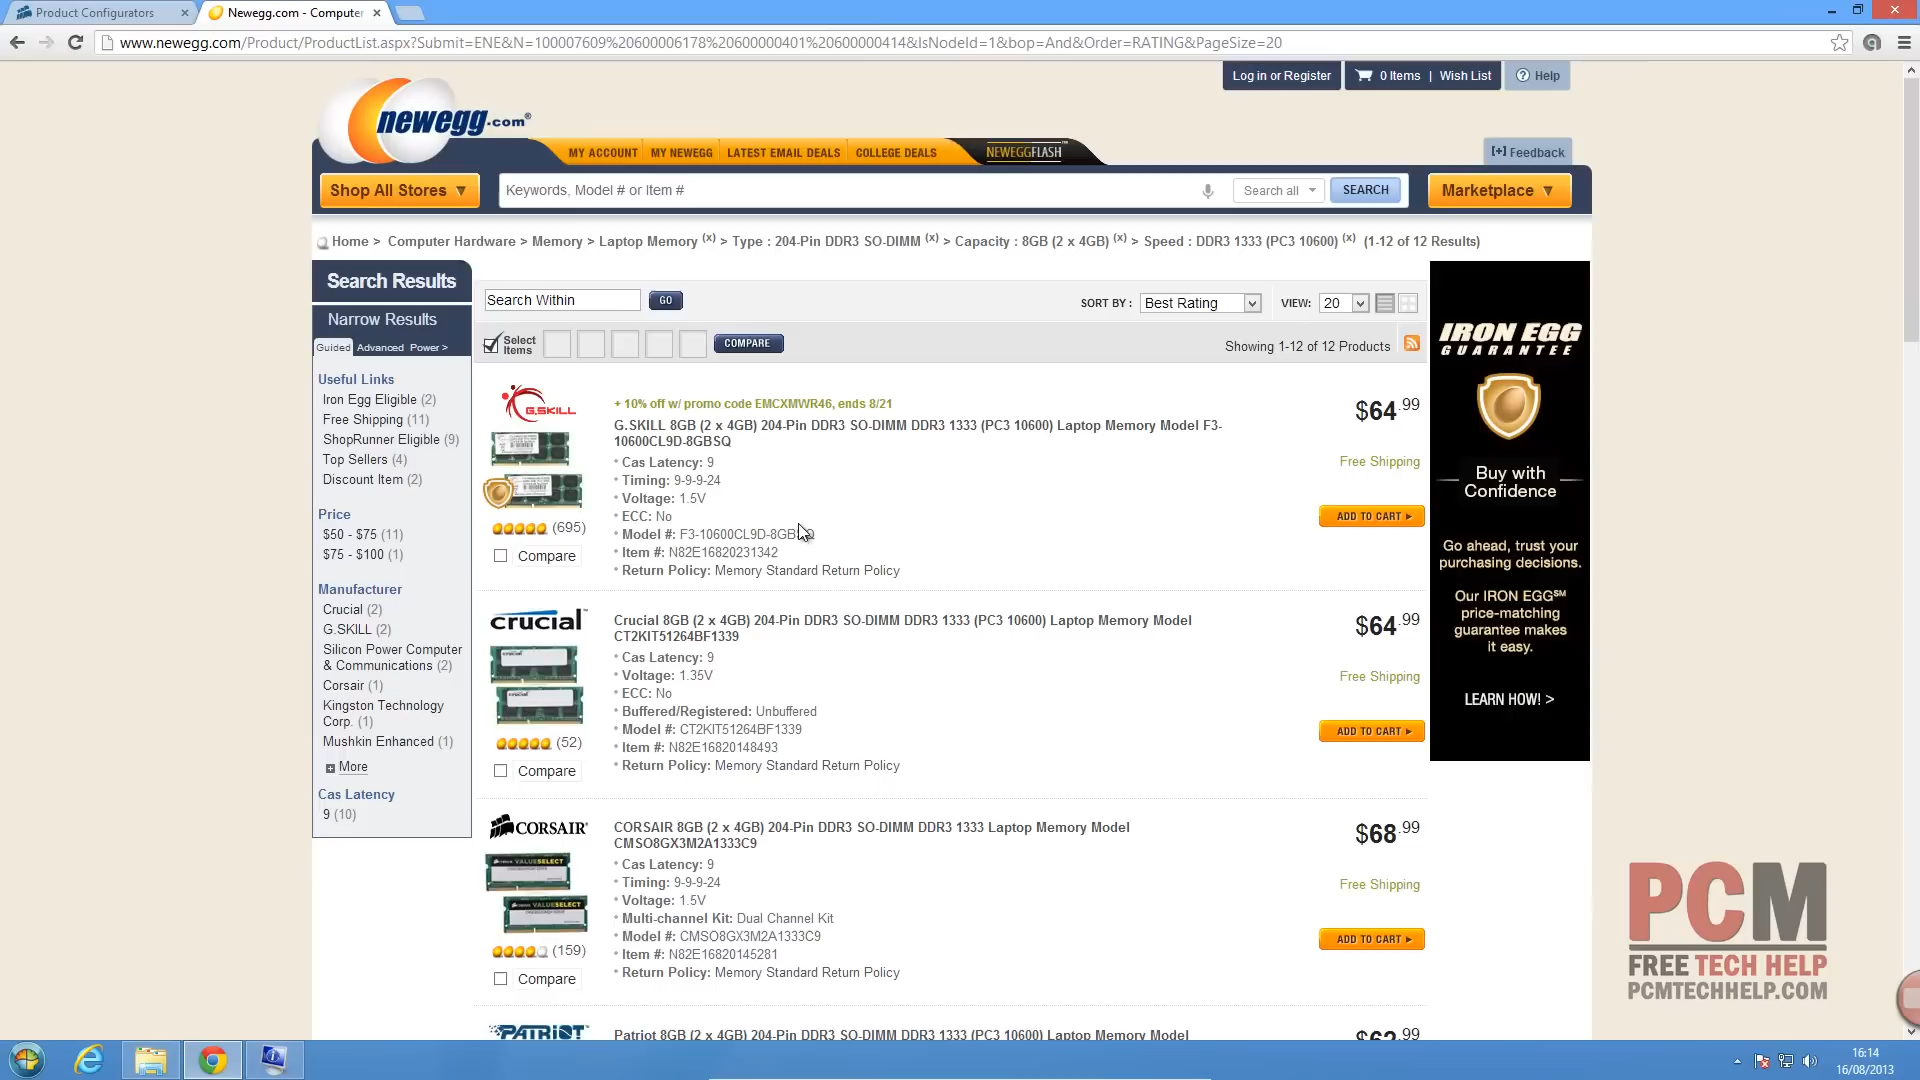 Product Configurators
Newegg.com - Computer
www.newegg.com/Product/ProductList.aspx?Submit=ENE&N=100007609%20600006178%20600000401%20600000414&IsNodeId=1&bop=And&Order=RATING&PageSize=20
Log in or Register
0 Items | Wish List
? Help
newegg.com®
MY ACCOUNT
MY NEWEGG
LATEST EMAIL DEALS
COLLEGE DEALS
NEWEGGFLASH™
[+] Feedback
Shop All Stores ▼
Keywords, Model # or Item #
Search all
SEARCH
Marketplace ▼
Home > Computer Hardware > Memory > Laptop Memory (x) > Type : 204-Pin DDR3 SO-DIMM (x) > Capacity : 8GB (2 x 4GB) (x) > Speed : DDR3 1333 (PC3 10600) (x) (1-12 of 12 Results)
Search Results
Narrow Results
Guided Advanced Power >
Useful Links
Iron Egg Eligible (2)
Free Shipping (11)
ShopRunner Eligible (9)
Top Sellers (4)
Discount Item (2)
Price
$50 - $75 (11)
$75 - $100 (1)
Manufacturer
Crucial (2)
G.SKILL (2)
Silicon Power Computer
& Communications (2)
Corsair (1)
Kingston Technology
Corp. (1)
Mushkin Enhanced (1)
More
Cas Latency
9 (10)
Search Within
GO
SORT BY :
Best Rating
VIEW:
20
Select
Items
COMPARE
Showing 1-12 of 12 Products
G.SKILL
+ 10% off w/ promo code EMCXMWR46, ends 8/21
G.SKILL 8GB (2 x 4GB) 204-Pin DDR3 SO-DIMM DDR3 1333 (PC3 10600) Laptop Memory Model F3-
10600CL9D-8GBSQ
Cas Latency: 9
Timing: 9-9-9-24
Voltage: 1.5V
ECC: No
Model #: F3-10600CL9D-8GBSQ
Item #: N82E16820231342
Return Policy: Memory Standard Return Policy
(695)
Compare
$64.99
Free Shipping
ADD TO CART ▸
crucial™
Crucial 8GB (2 x 4GB) 204-Pin DDR3 SO-DIMM DDR3 1333 (PC3 10600) Laptop Memory Model
CT2KIT51264BF1339
Cas Latency: 9
Voltage: 1.35V
ECC: No
Buffered/Registered: Unbuffered
Model #: CT2KIT51264BF1339
Item #: N82E16820148493
Return Policy: Memory Standard Return Policy
(52)
Compare
$64.99
Free Shipping
ADD TO CART ▸
CORSAIR
VALUESELECT
VALUESELECT
CORSAIR 8GB (2 x 4GB) 204-Pin DDR3 SO-DIMM DDR3 1333 Laptop Memory Model
CMSO8GX3M2A1333C9
Cas Latency: 9
Timing: 9-9-9-24
Voltage: 1.5V
Multi-channel Kit: Dual Channel Kit
Model #: CMSO8GX3M2A1333C9
Item #: N82E16820145281
Return Policy: Memory Standard Return Policy
(159)
Compare
$68.99
Free Shipping
ADD TO CART ▸
PATRIOT
Patriot 8GB (2 x 4GB) 204-Pin DDR3 SO-DIMM DDR3 1333 (PC3 10600) Laptop Memory Model
$62.99
IRON EGG
GUARANTEE
Buy with
Confidence
Go ahead, trust your
purchasing decisions.
Our IRON EGG℠
price-matching
guarantee makes
it easy.
LEARN HOW! >
PCM
FREE TECH HELP
PCMTECHHELP.COM
16:14
16/08/2013